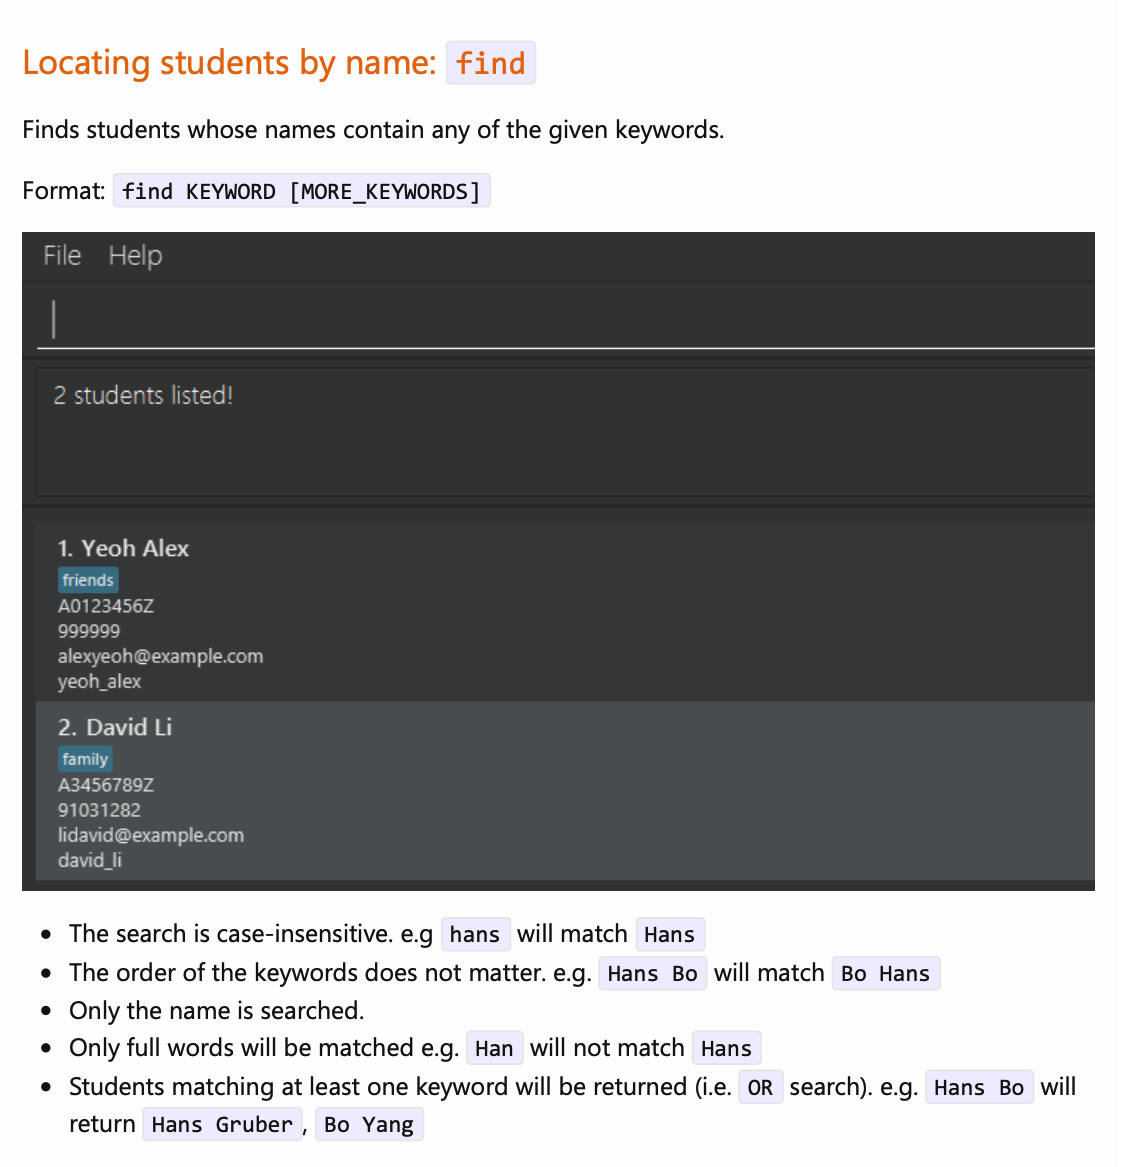 Locating students by name: find
Finds students whose names contain any of the given keywords.
Format: find KEYWORD [MORE_KEYWORDS]
File Help
2 students listed!
1. Yeoh Alex
friends
A0123456Z
999999
alexyeoh@example.com
yeoh_alex
2. David Li
family
A3456789Z
91031282
lidavid@example.com
david_li
• The search is case-insensitive. e.g hans will match Hans
• The order of the keywords does not matter. e.g. Hans Bo will match Bo Hans
• Only the name is searched.
• Only full words will be matched e.g. Han will not match Hans
• Students matching at least one keyword will be returned (i.e. OR search). e.g. Hans Bo will
return Hans Gruber, Bo Yang